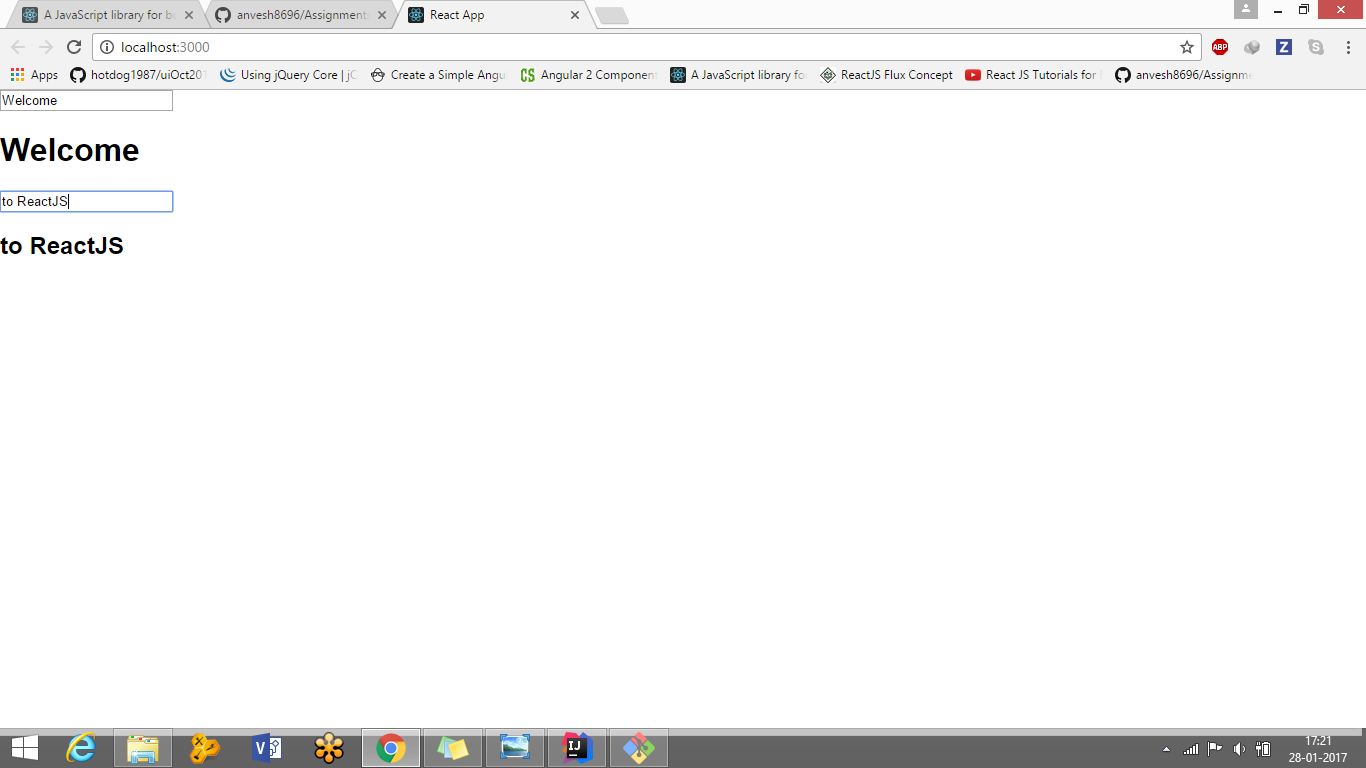 A JavaScript library for bu
anvesh8696/Assignment
React App
localhost:3000
ABP
Z
Apps
hotdog1987/uiOct201
Using jQuery Core | jC
Create a Simple Angu
Angular 2 Component
A JavaScript library fo
ReactJS Flux Concept
React JS Tutorials for
anvesh8696/Assignme
Welcome
Welcome
to ReactJS
to ReactJS
17:21
28-01-2017